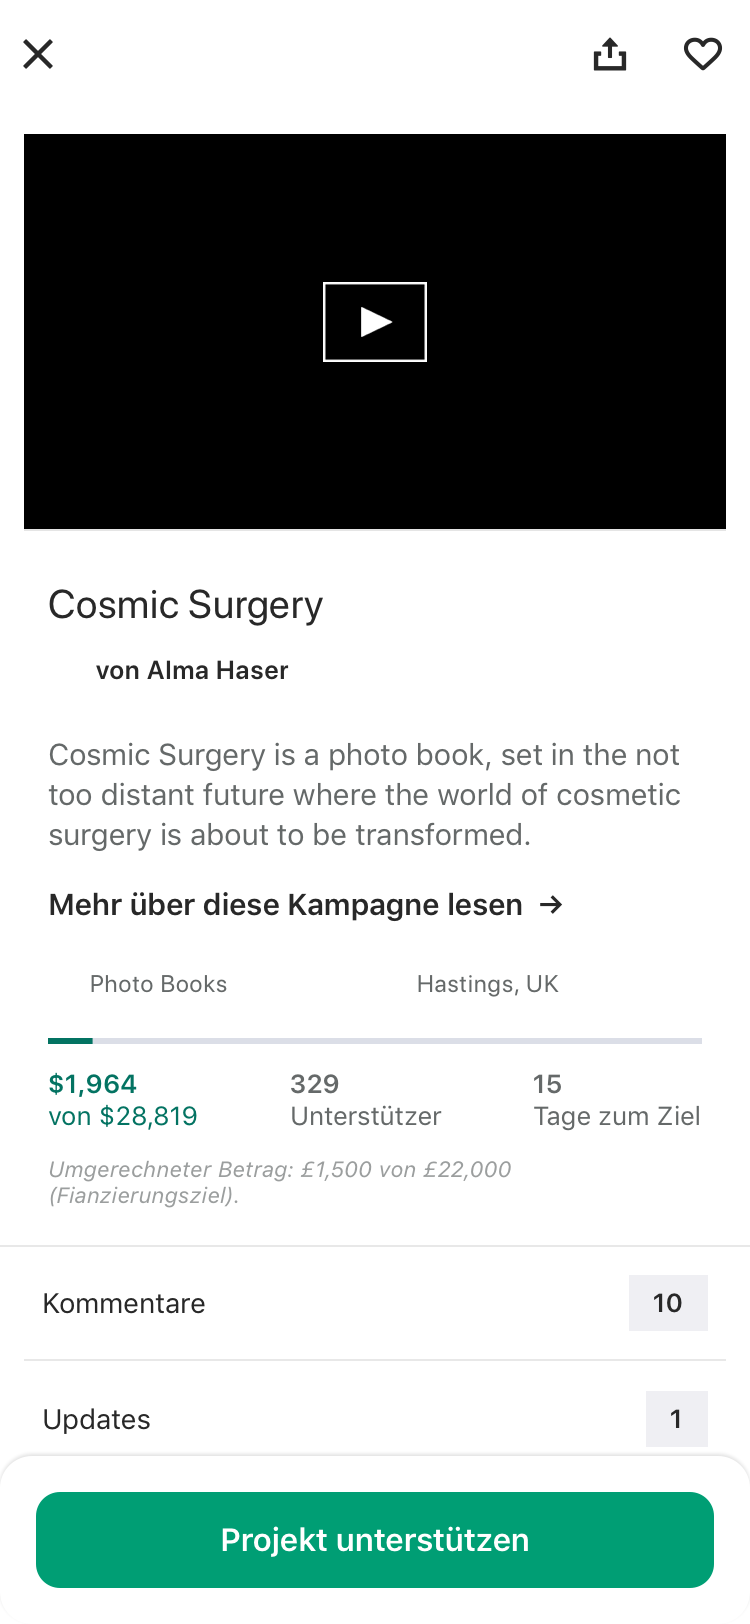 Cosmic Surgery
von Alma Haser
Cosmic Surgery is a photo book, set in the not
too distant future where the world of cosmetic
surgery is about to be transformed.
Mehr über diese Kampagne lesen →
Photo Books
Hastings, UK
$1,964
von $28,819
329
Unterstützer
15
Tage zum Ziel
Umgerechneter Betrag: £1,500 von £22,000
(Fianzierungsziel).
Kommentare
10
Updates
1
Projekt unterstützen